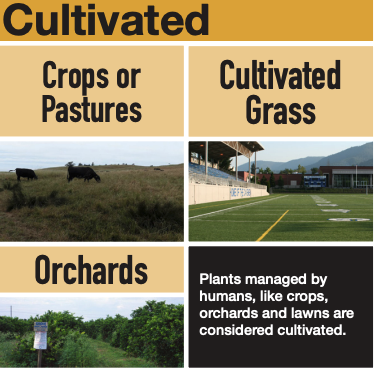 Cultivated
Crops or
Pastures
Cultivated
Grass
Orchards
Plants managed by
humans, like crops,
orchards and lawns are
considered cultivated.